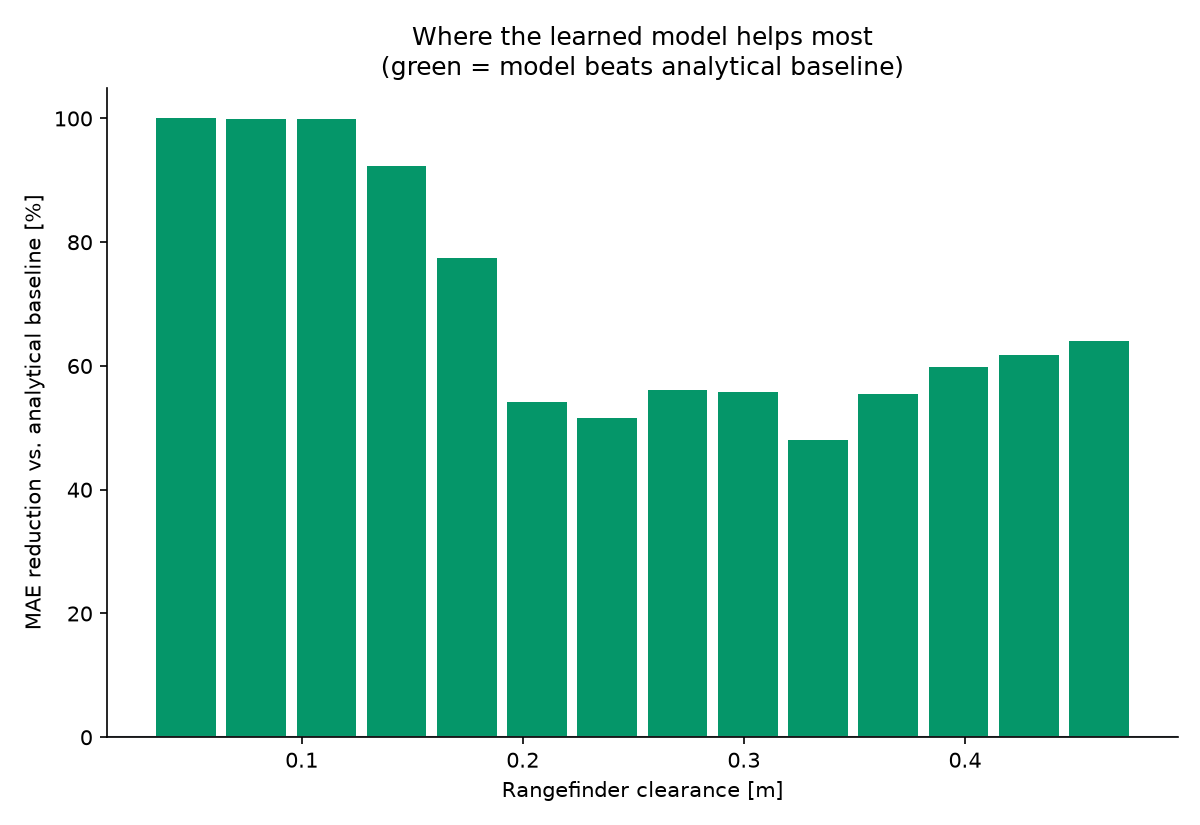 Where the learned model helps most
(green = model beats analytical baseline)
MAE reduction vs. analytical baseline [%]
100
80
60
40
20
0
0.1
0.2
0.3
0.4
Rangefinder clearance [m]